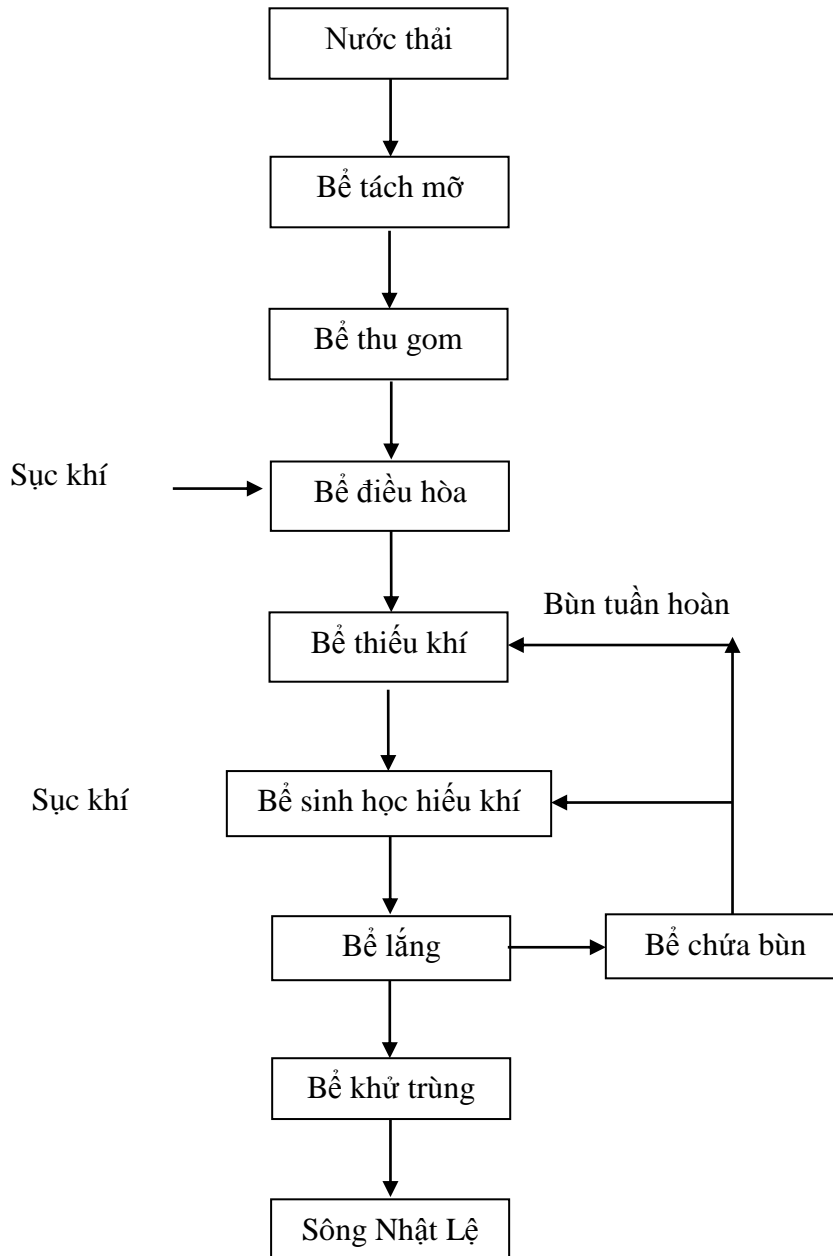 Nước thải
Bể tách mỡ
Bể thu gom
Sục khí
Bể điều hòa
Bùn tuần hoàn
Bể thiếu khí
Sục khí
Bể sinh học hiếu khí
Bể lắng
Bể chứa bùn
Bể khử trùng
Sông Nhật Lệ